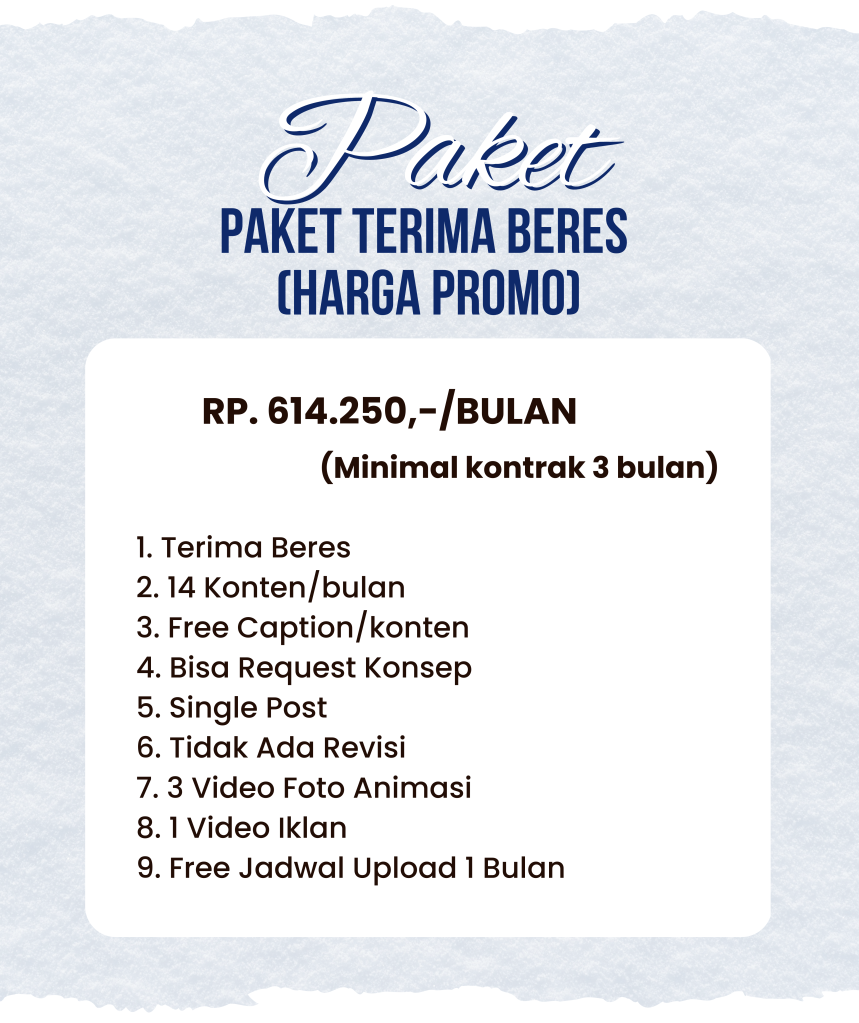 Paket
PAKET TERIMA BERES
(HARGA PROMO)
RP. 614.250,-/BULAN
(Minimal kontrak 3 bulan)
1. Terima Beres
2. 14 Konten/bulan
3. Free Caption/konten
4. Bisa Request Konsep
5. Single Post
6. Tidak Ada Revisi
7. 3 Video Foto Animasi
8. 1 Video Iklan
9. Free Jadwal Upload 1 Bulan